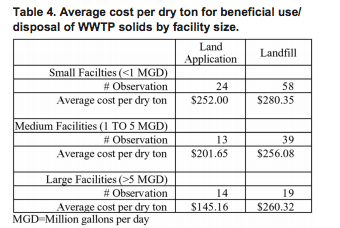 Table 4. Average cost per dry ton for beneficial use/
disposal of WWTP solids by facility size.
Land
Application
Landfill
Small Facilties (<1 MGD)
# Observation 24 58
Average cost per dry ton $252.00 $280.35
Medium Facilities (1 TO 5 MGD)
# Observation 13 39
Average cost per dry ton $201.65 $256.08
Large Facilities (>5 MGD)
# Observation 14 19
Average cost per dry ton $145.16 $260.32
MGD=Million gallons per day